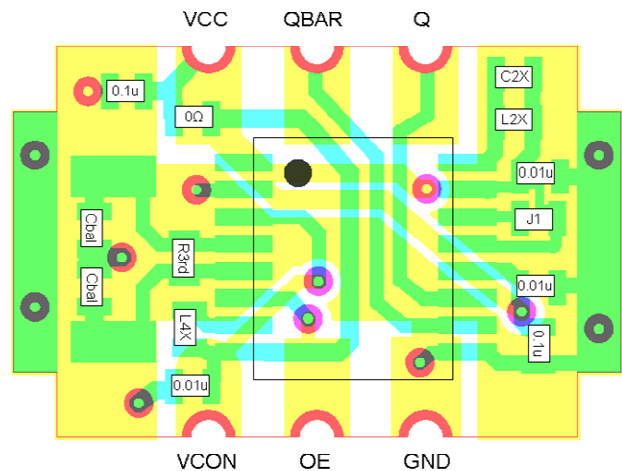 VCC QBAR Q
C2X
0.1u
0Ω
L2X
0.01u
Cbal
J1
R3rd
Cbal
0.01u
L4X
0.1u
0.01u
VCON OE GND